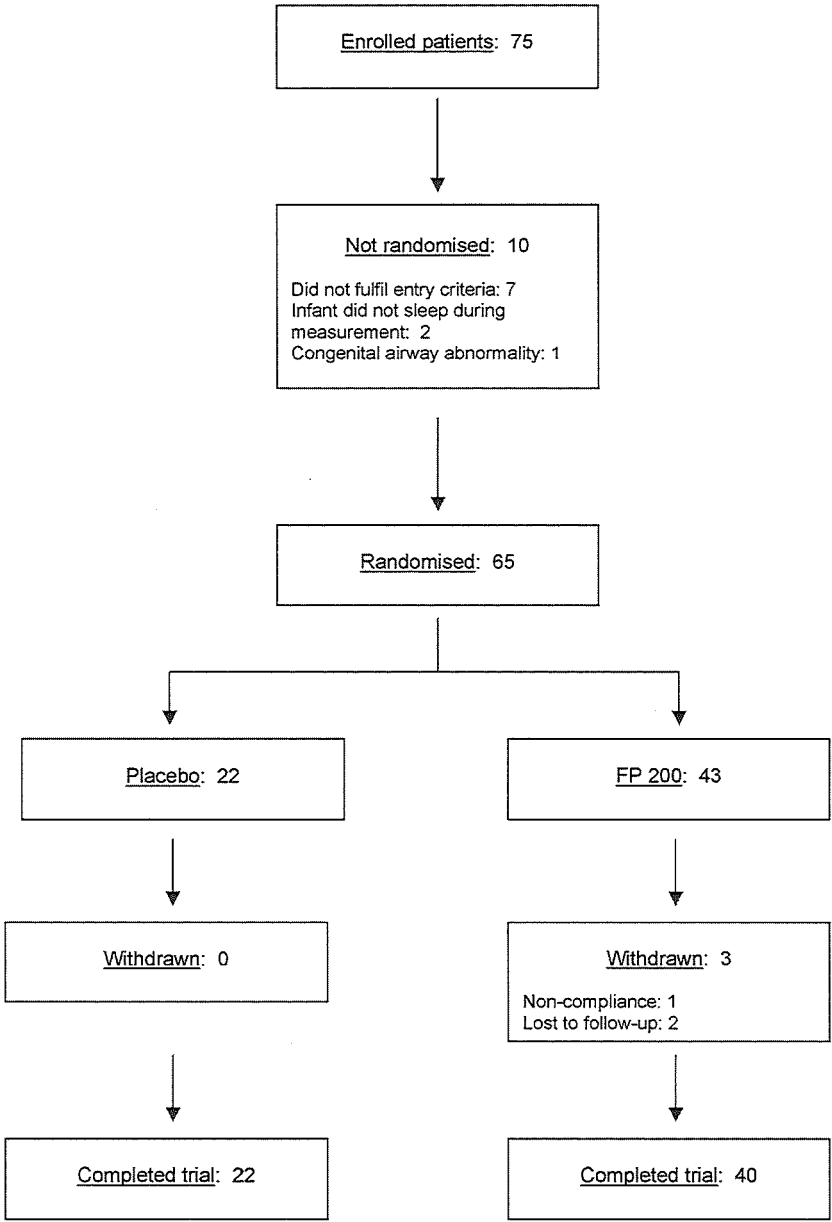 Enrolled patients: 75
Not randomised: 10
Did not fulfil entry criteria: 7
Infant did not sleep during
measurement: 2
Congenital airway abnormality: 1
Randomised: 65
Placebo: 22
FP 200: 43
Withdrawn: 0
Withdrawn: 3
Non-compliance: 1
Lost to follow-up: 2
Completed trial: 22
Completed trial: 40